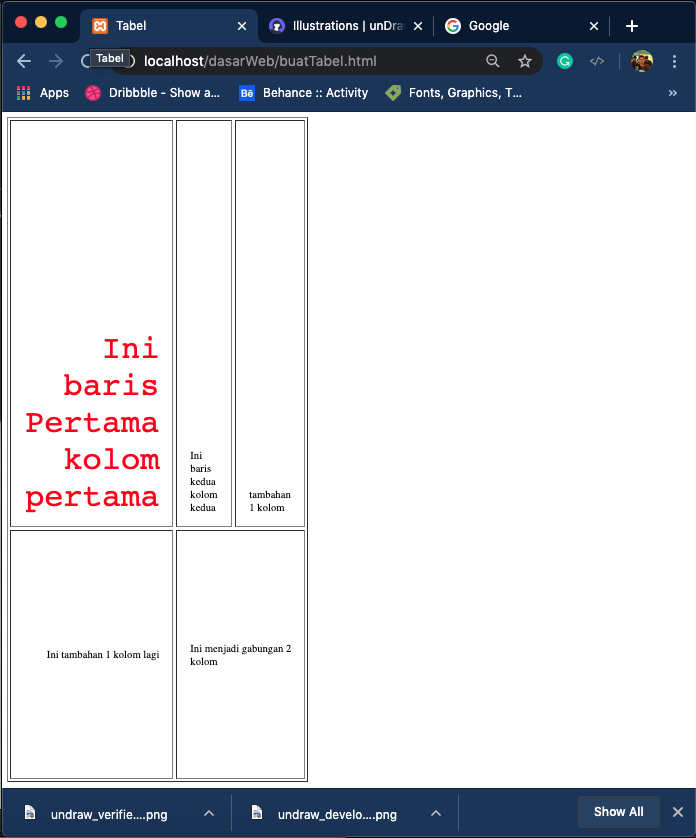 Tabel
Illustrations | unDra
Google
Tabel
localhost/dasarWeb/buatTabel.html
Apps
Dribbble - Show a...
Bē
Behance :: Activity
Fonts, Graphics, T...
»
Ini
baris
Pertama
kolom
pertama
Ini
baris
kedua
kolom
kedua
tambahan
1 kolom
Ini tambahan 1 kolom lagi
Ini menjadi gabungan 2
kolom
undraw_verifie....png
undraw_develo....png
Show All